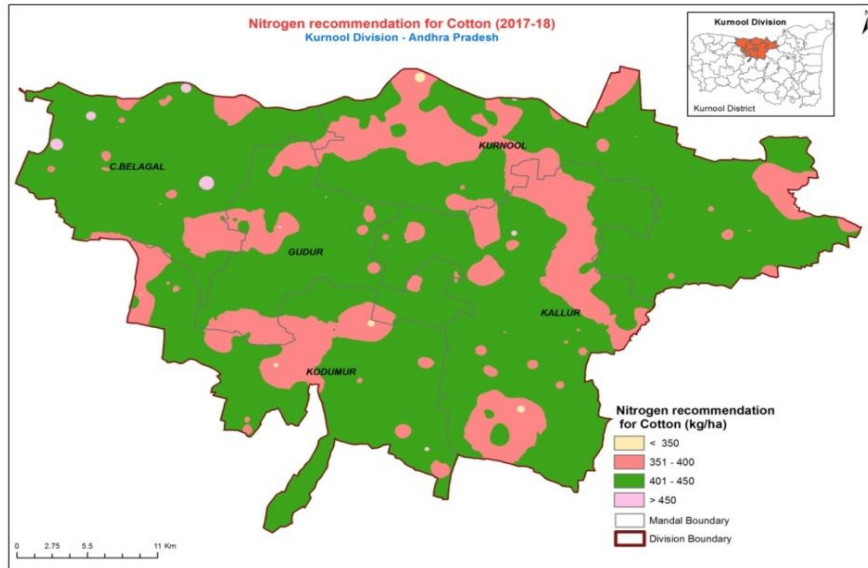 Nitrogen recommendation for Cotton (2017-18)
Kurnool Division - Andhra Pradesh
Kurnool Division
Kurnool District
N
KURNOOL
C.BELAGAL
GUDUR
KALLUR
KODUMUR
Nitrogen recommendation
for Cotton (kg/ha)
< 350
351 - 400
401 - 450
> 450
Mandal Boundary
Division Boundary
0 2.75 5.5 11 Km